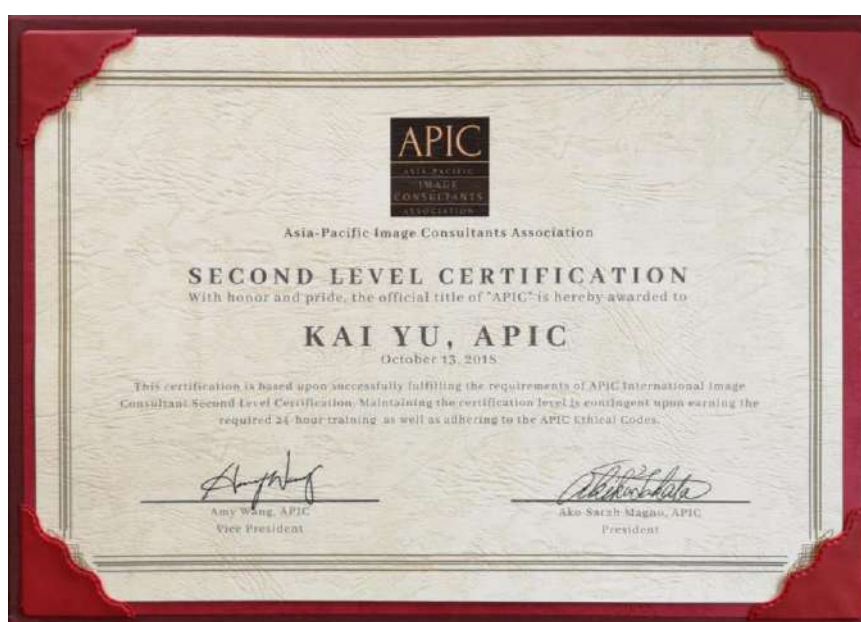 APIC
ASIA-PACIFIC
IMAGE
CONSULTANTS
ASSOCIATION
Asia-Pacific Image Consultants Association
SECOND LEVEL CERTIFICATION
With honor and pride, the official title of "APIC" is hereby awarded to
KAI YU, APIC
October 13, 2018
This certification is based upon successfully fulfilling the requirements of APIC International Image
Consultant Second Level Certification. Maintaining the certification level is contingent upon earning the
required 24-hour training as well as adhering to the APIC Ethical Codes.
Amy Wang, APIC
Vice President
Ako Sarah Magno, APIC
President